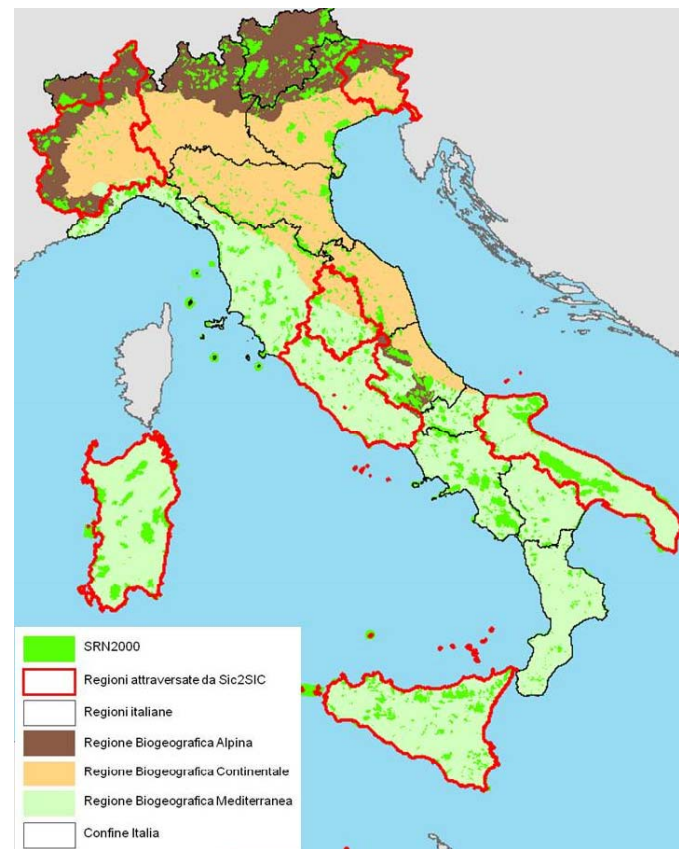 SRN2000
Regioni attraversate da Sic2SIC
Regioni italiane
Regione Biogeografica Alpina
Regione Biogeografica Continentale
Regione Biogeografica Mediterranea
Confine Italia